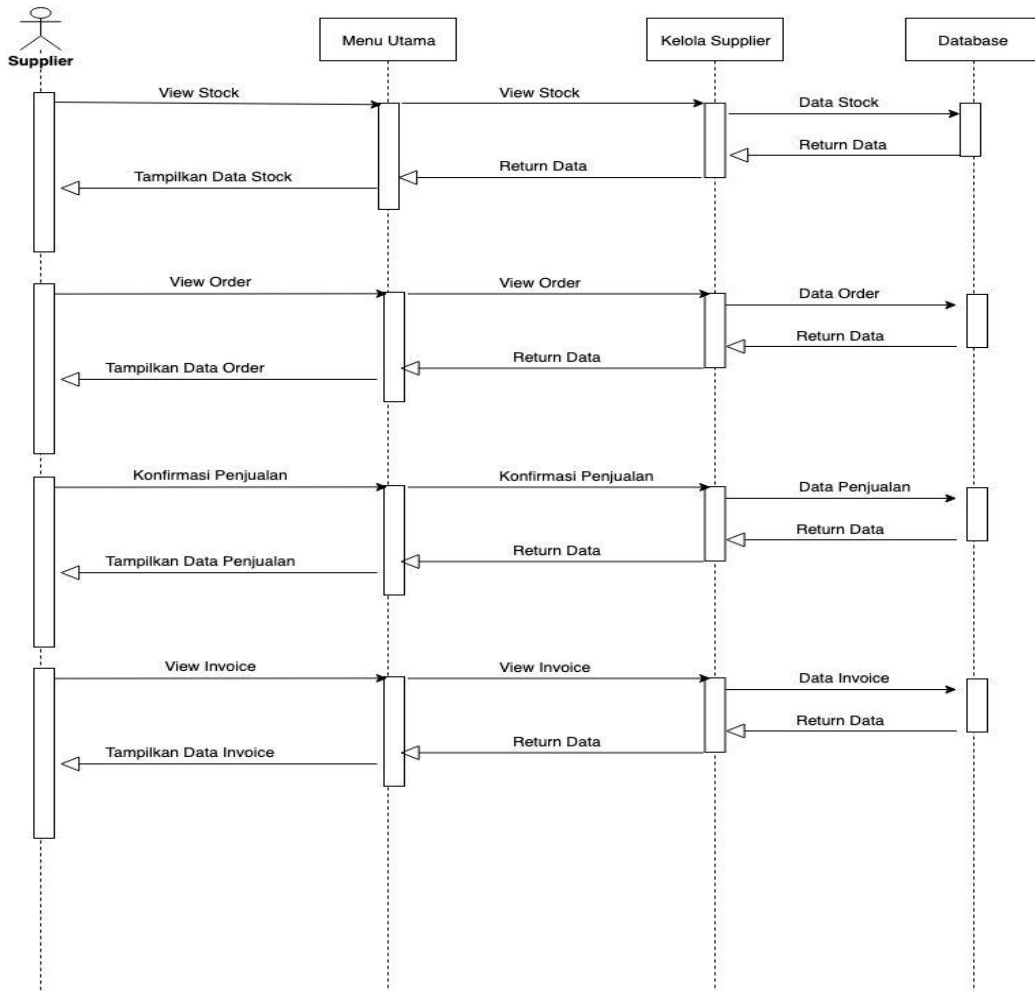 Supplier
Menu Utama
Kelola Supplier
Database
View Stock
View Stock
Data Stock
Return Data
Return Data
Tampilkan Data Stock
View Order
View Order
Data Order
Return Data
Return Data
Tampilkan Data Order
Konfirmasi Penjualan
Konfirmasi Penjualan
Data Penjualan
Return Data
Return Data
Tampilkan Data Penjualan
View Invoice
View Invoice
Data Invoice
Return Data
Return Data
Tampilkan Data Invoice